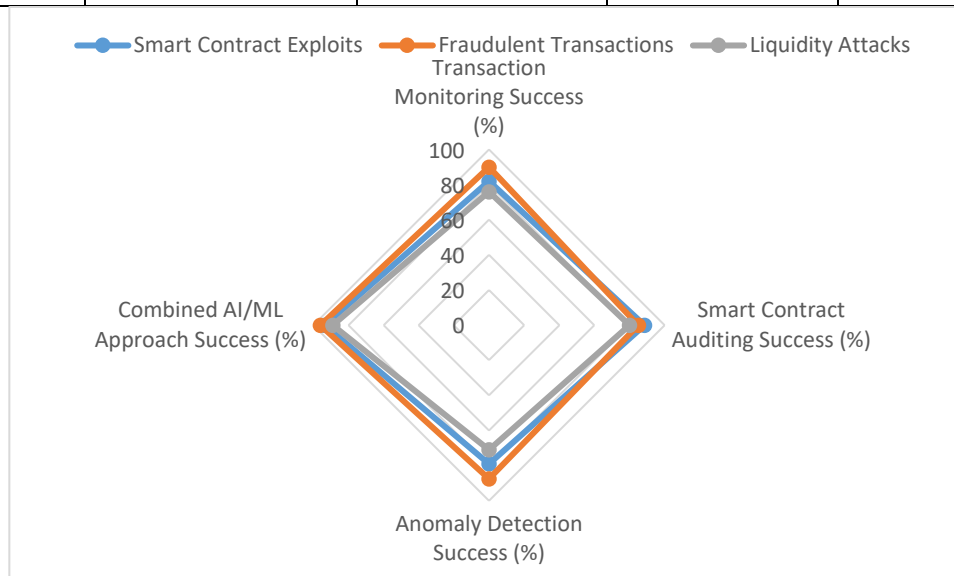 Smart Contract Exploits Fraudulent Transactions Liquidity Attacks
Transaction
Monitoring Success
(%)
100
80
60
40
20
0
Combined AI/ML
Approach Success (%)
Smart Contract
Auditing Success (%)
Anomaly Detection
Success (%)